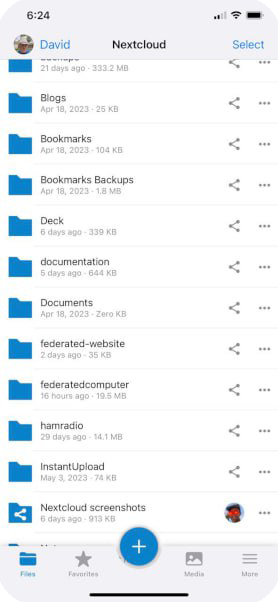 6:24
David
Nextcloud
Select
backups
21 days ago · 333.2 MB
Blogs
Apr 18, 2023 · 25 KB
Bookmarks
Apr 18, 2023 · 104 KB
Bookmarks Backups
Apr 18, 2023 · 1.8 MB
Deck
6 days ago · 339 KB
documentation
5 days ago · 644 KB
Documents
Apr 18, 2023 · Zero KB
federated-website
2 days ago · 35 KB
federatedcomputer
16 hours ago · 19.5 MB
hamradio
29 days ago · 14.1 MB
InstantUpload
May 3, 2023 · 74 KB
Nextcloud screenshots
6 days ago · 913 KB
Files
Favorites
Media
More